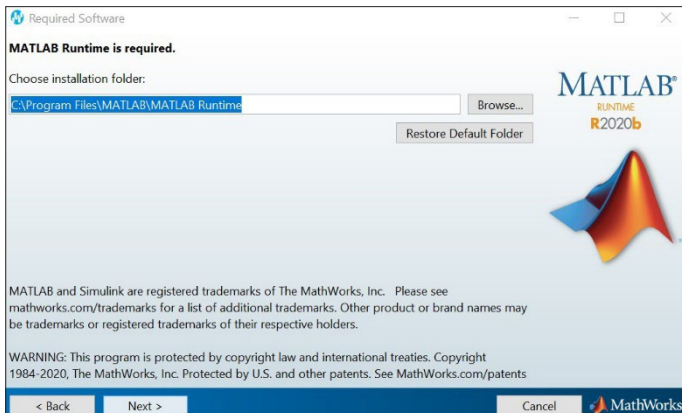 Required Software
MATLAB Runtime is required.
Choose installation folder:
C:\Program Files\MATLAB\MATLAB Runtime
Browse...
Restore Default Folder
MATLAB®
RUNTIME
R2020b
MATLAB and Simulink are registered trademarks of The MathWorks, Inc.   Please see
mathworks.com/trademarks for a list of additional trademarks. Other product or brand names may
be trademarks or registered trademarks of their respective holders.
WARNING: This program is protected by copyright law and international treaties. Copyright
1984-2020, The MathWorks, Inc. Protected by U.S. and other patents. See MathWorks.com/patents
< Back
Next >
Cancel
MathWorks